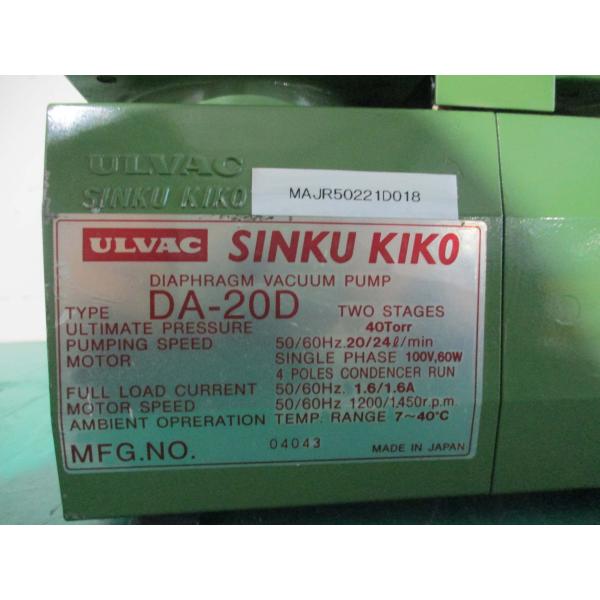 ULVAC
SINKU KIKO
MAJR50221D018
ULVAC SINKU KIKO
DIAPHRAGM VACUUM PUMP
TYPE DA-20D TWO STAGES
ULTIMATE PRESSURE 40Torr
PUMPING SPEED 50/60Hz. 20/24ℓ/min
MOTOR SINGLE PHASE 100V,60W
4 POLES CONDENCER RUN
FULL LOAD CURRENT 50/60Hz. 1.6/1.6A
MOTOR SPEED 50/60Hz 1200/1,450r.p.m.
AMBIENT OPRERATION TEMP. RANGE 7~40°C
MFG.NO. 04043 MADE IN JAPAN